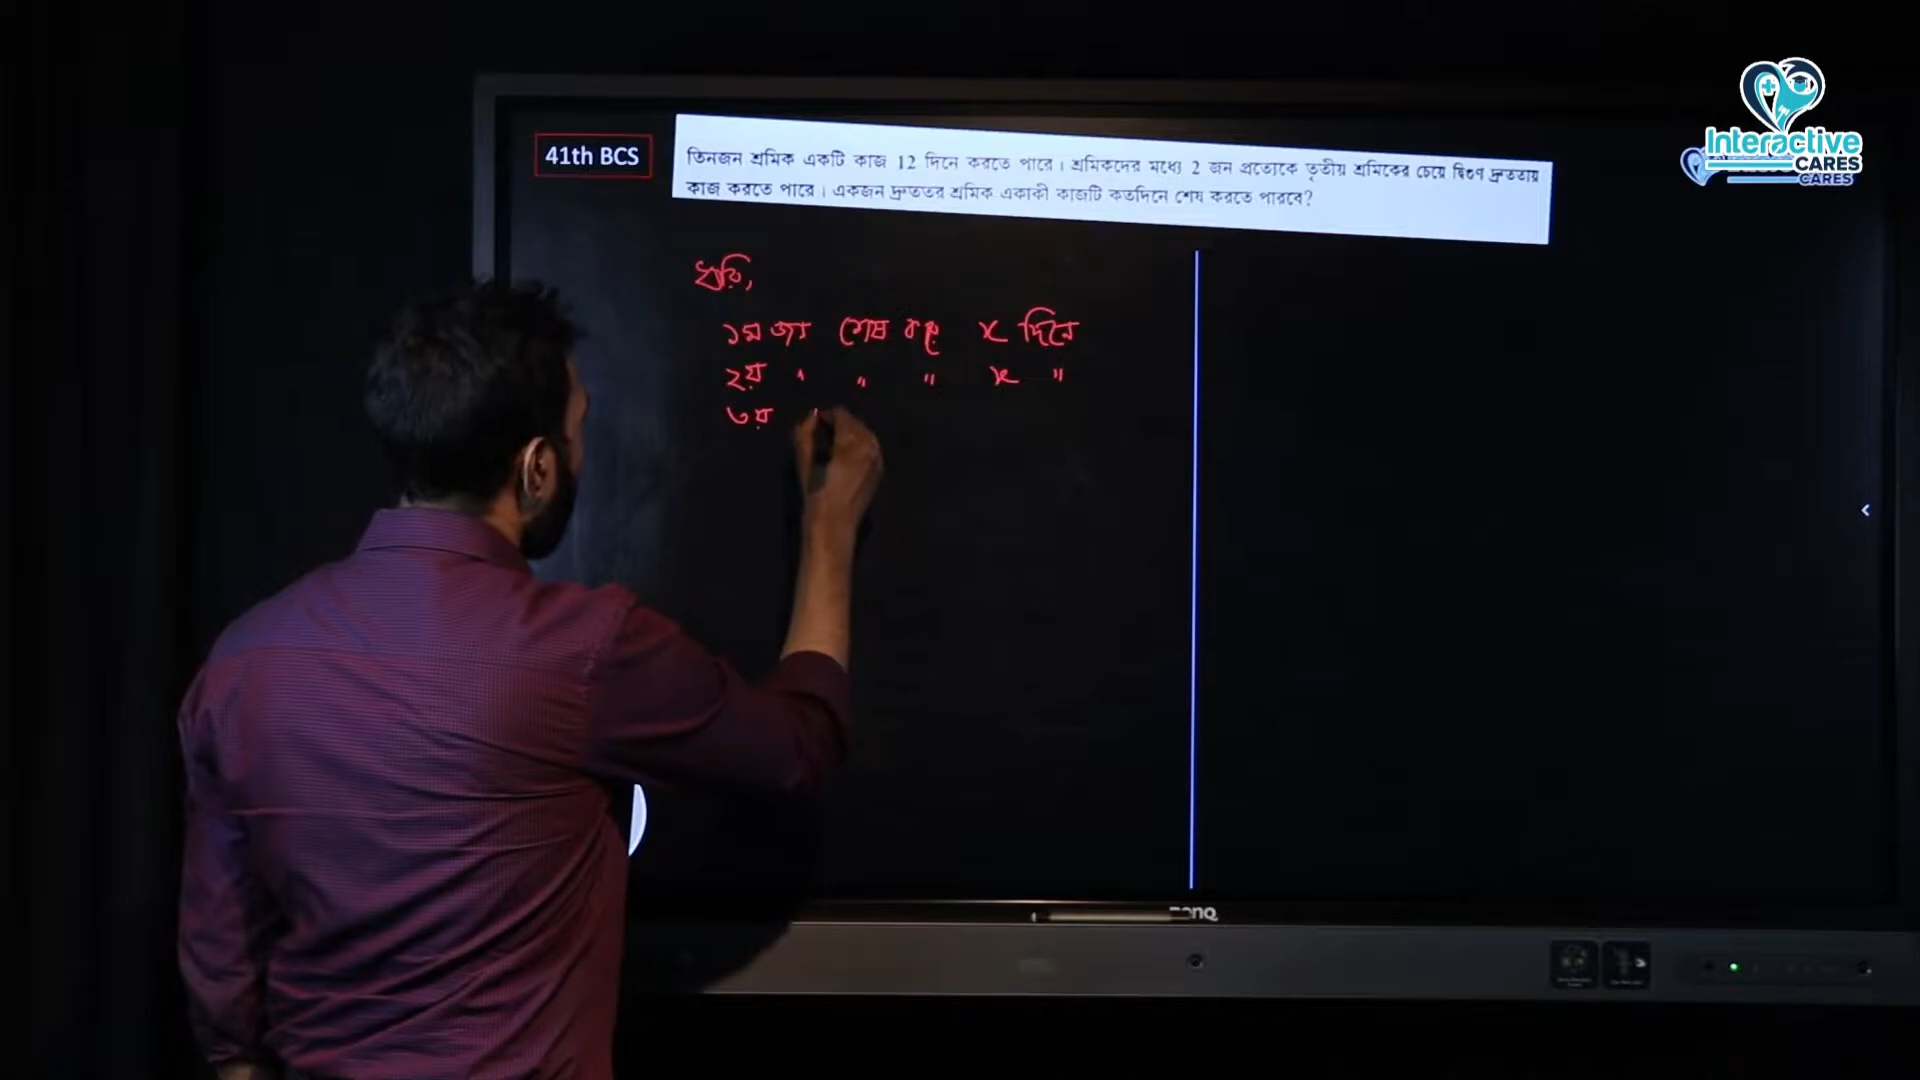 41th BCS
তিনজন শ্রমিক একটি কাজ 12 দিনে করতে পারে। শ্রমিকদের মধ্যে 2 জন প্রত্যেকে তৃতীয় শ্রমিকের চেয়ে দ্বিগুণ দ্রুততায়
কাজ করতে পারে। একজন দ্রুততর শ্রমিক একাকী কাজটি কতদিনে শেষ করতে পারবে?
ধরি,
১ম জন শেষ করে x দিনে
২য় " " " x "
৩য়
Interactive
CARES
CARES